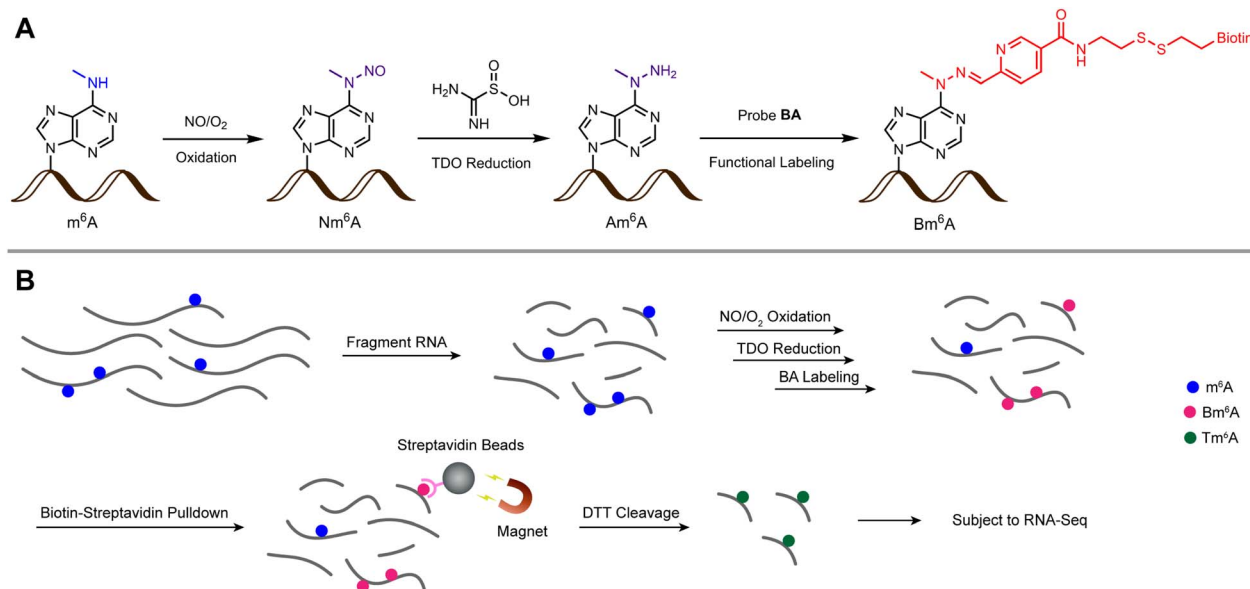 A
NH
N
N
N
N
m⁶A
NO/O₂
Oxidation
N
NO
N
N
N
N
Nm⁶A
O
H₂N
S
OH
NH
TDO Reduction
N
NH₂
N
N
N
N
Am⁶A
Probe BA
Functional Labeling
O
N
N
H
S
S
Biotin
N
N
N
N
N
N
Bm⁶A
B
Fragment RNA
NO/O₂ Oxidation
TDO Reduction
BA Labeling
m⁶A
Bm⁶A
Tm⁶A
Biotin-Streptavidin Pulldown
Streptavidin Beads
Magnet
DTT Cleavage
Subject to RNA-Seq